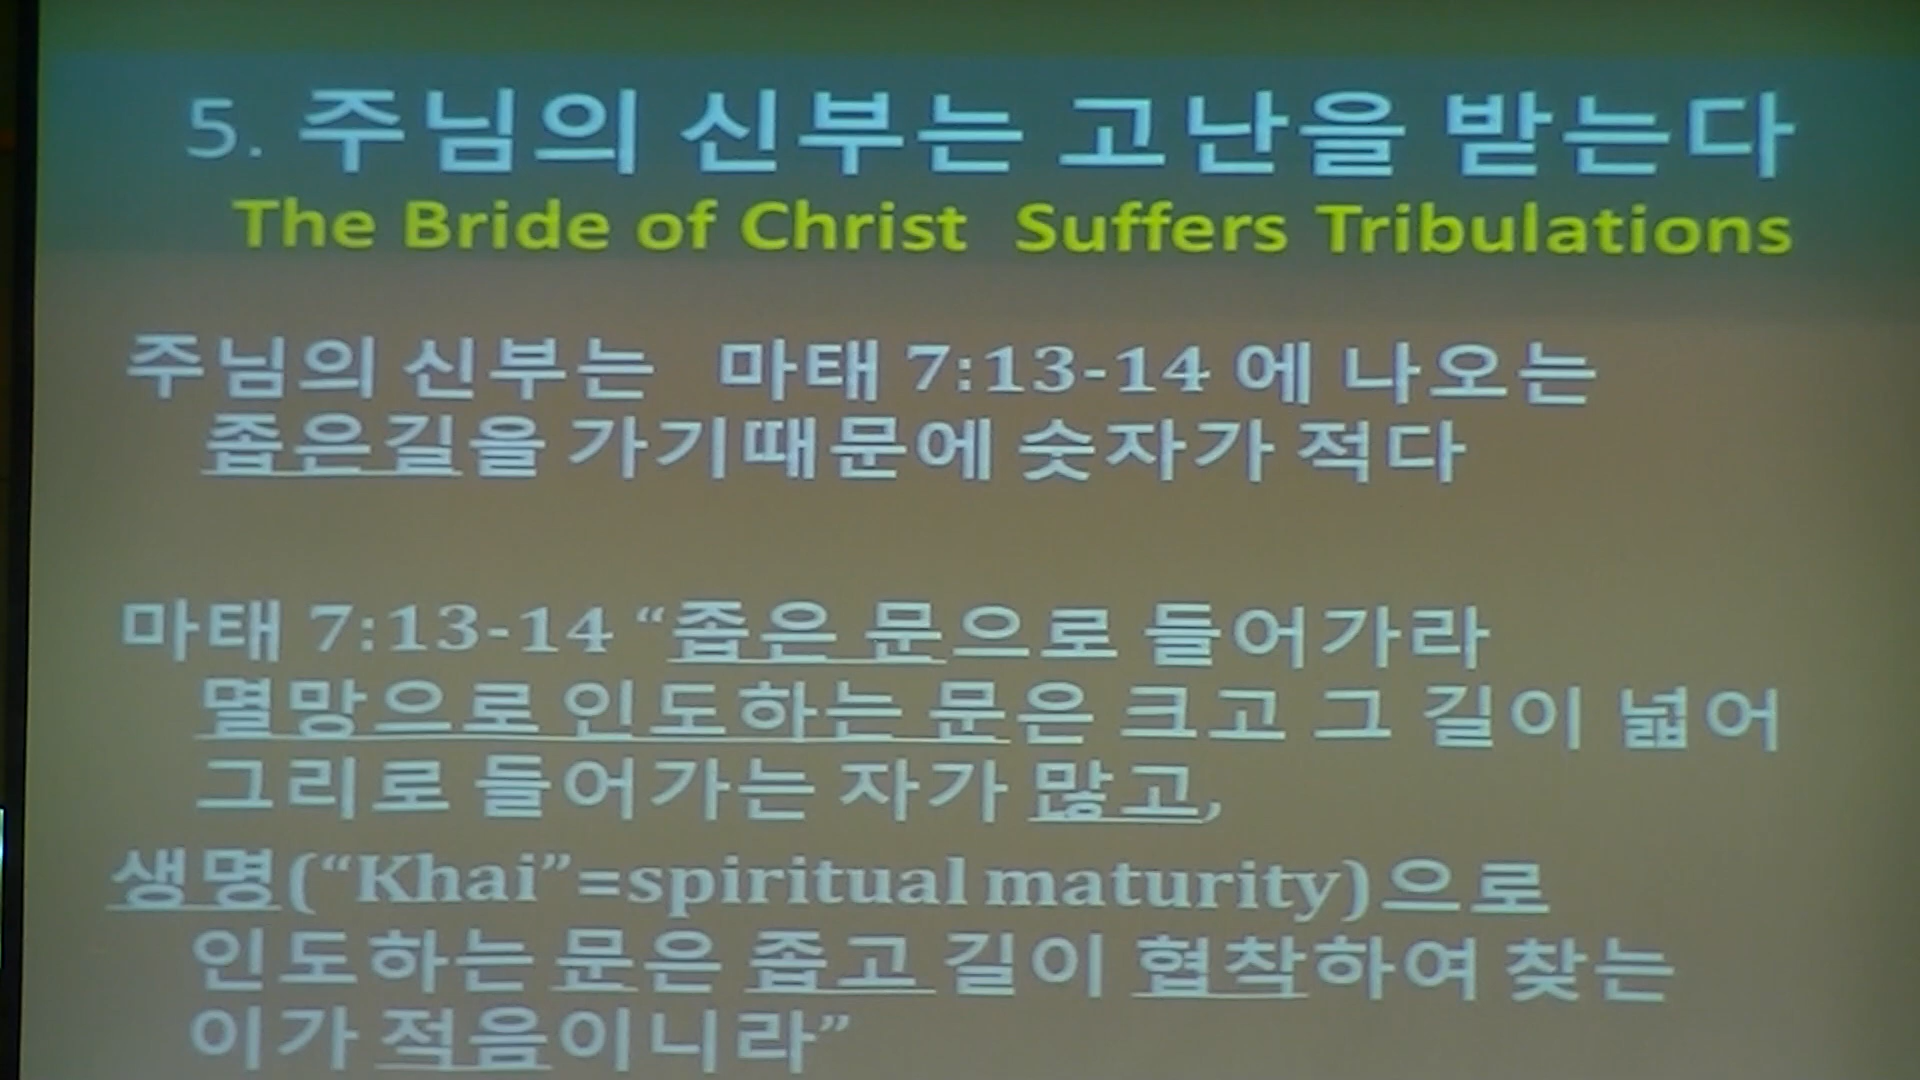 5. 주님의 신부는 고난을 받는다
The Bride of Christ Suffers Tribulations
주님의 신부는 마태 7:13-14 에 나오는
좁은길을 가기때문에 숫자가 적다
마태 7:13-14 “좁은 문으로 들어가라
멸망으로 인도하는 문은 크고 그 길이 넓어
그리로 들어가는 자가 많고,
생명(“Khai”=spiritual maturity)으로
인도하는 문은 좁고 길이 협착하여 찾는
이가 적음이니라”